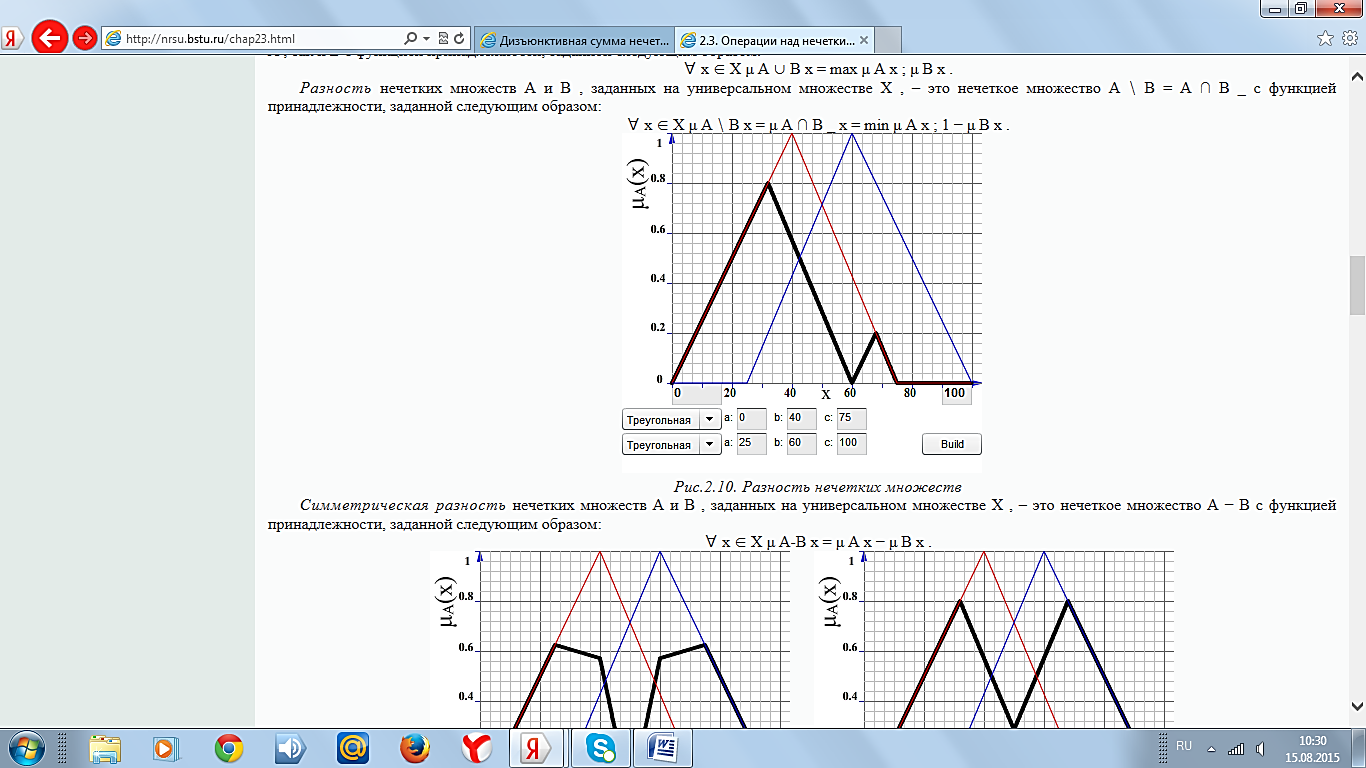 http://nrsu.bstu.ru/chap23.html
Дизъюнктивная сумма нечет...
2.3. Операции над нечетки...
∀ x ∈ X μ A ∪ B x = max μ A x ; μ B x .
Разность нечетких множеств A и B , заданных на универсальном множестве X , – это нечеткое множество A \ B = A ∩ B _ с функцией
принадлежности, заданной следующим образом:
∀ x ∈ X μ A \ B x = μ A ∩ B _ x = min μ A x ; 1 − μ B x .
1
μA(x)
0.8
0.6
0.4
0.2
0
0 20 40 x 60 80 100
Треугольная a: 0 b: 40 c: 75
Треугольная a: 25 b: 60 c: 100 Build
Рис.2.10. Разность нечетких множеств
Симметрическая разность нечетких множеств A и B , заданных на универсальном множестве X , – это нечеткое множество A − B с функцией
принадлежности, заданной следующим образом:
∀ x ∈ X μ A-B x = μ A x − μ B x .
1
μA(x)
0.8
0.6
0.4
1
μA(x)
0.8
0.6
0.4
RU
10:30
15.08.2015